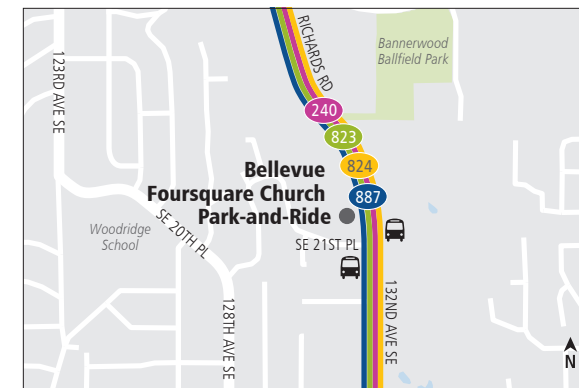 RICHARDS RD
Bannerwood
Ballfield Park
123RD AVE SE
240
823
824
887
Bellevue
Foursquare Church
Park-and-Ride
Woodridge
School
SE 20TH PL
SE 21ST PL
128TH AVE SE
132ND AVE SE
N